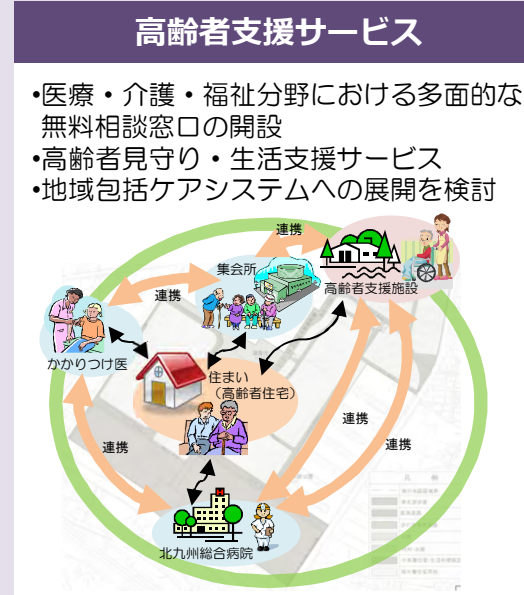 高齢者支援サービス
•医療・介護・福祉分野における多面的な
無料相談窓口の開設
•高齢者見守り・生活支援サービス
•地域包括ケアシステムへの展開を検討
連携
集会所
高齢者支援施設
連携
かかりつけ医
住まい
（高齢者住宅）
連携
連携
連携
北九州総合病院
凡 例